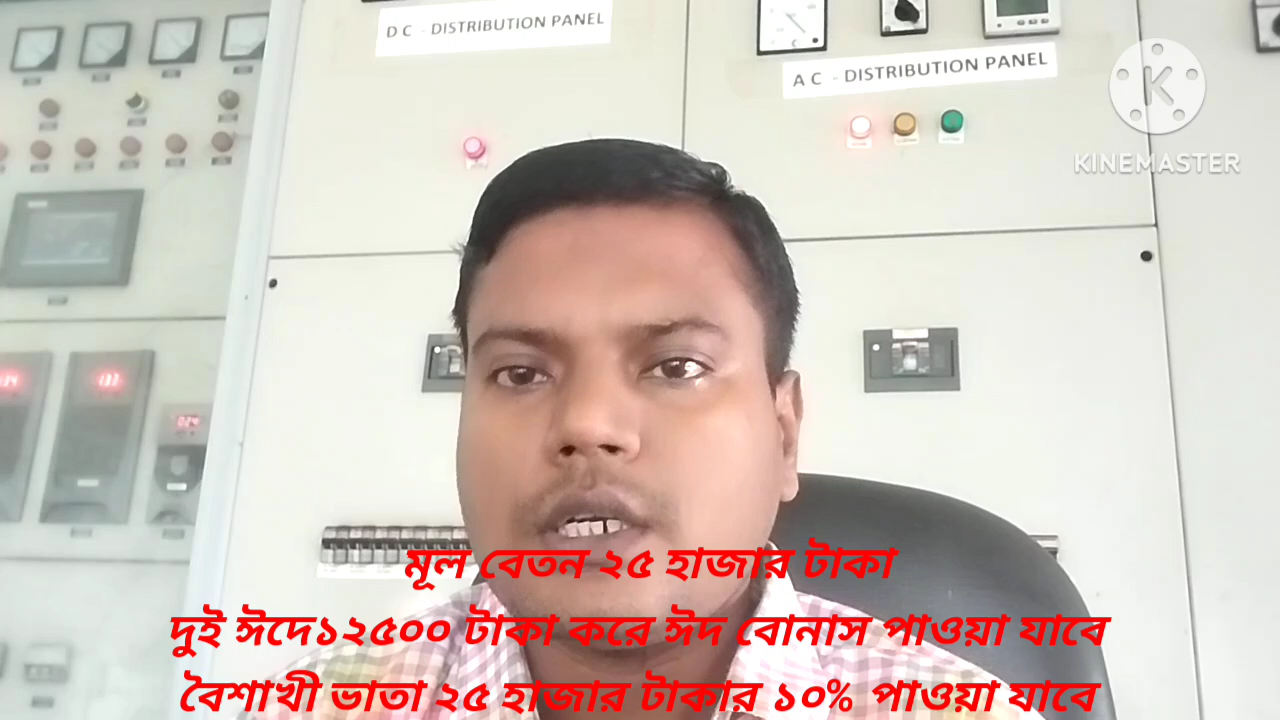 D C - DISTRIBUTION PANEL
A C - DISTRIBUTION PANEL
KINEMASTER
মূল বেতন ২৫ হাজার টাকা
দুই ঈদে১২৫০০ টাকা করে ঈদ বোনাস পাওয়া যাবে
বৈশাখী ভাতা ২৫ হাজার টাকার ১০% পাওয়া যাবে